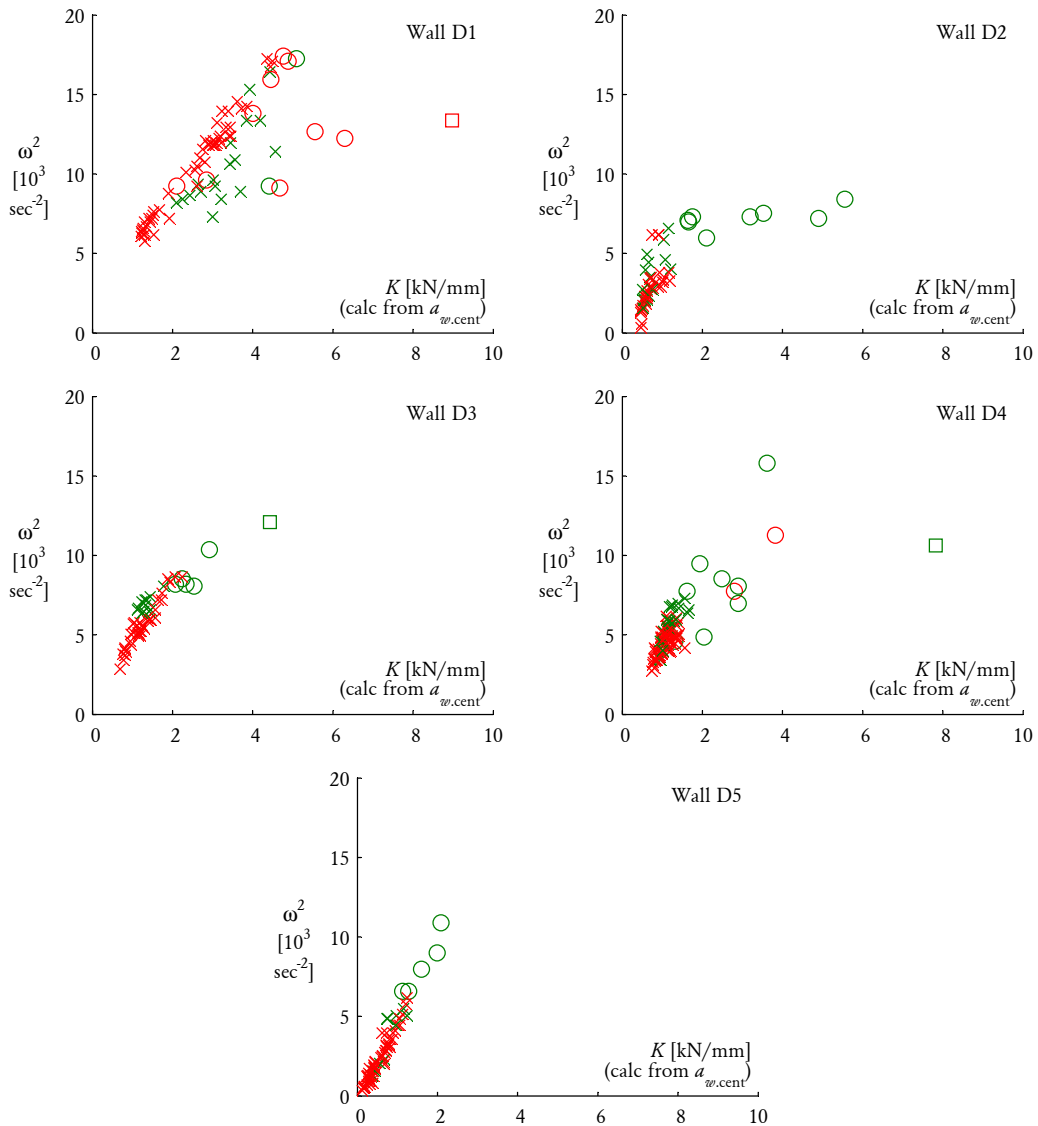 20
Wall D1
15
ω²
[10³
sec⁻²]
10
5
K [kN/mm]
(calc from a_w.cent)
0
0 2 4 6 8 10
20
Wall D2
15
ω²
[10³
sec⁻²]
10
5
K [kN/mm]
(calc from a_w.cent)
0
0 2 4 6 8 10
20
Wall D3
15
ω²
[10³
sec⁻²]
10
5
K [kN/mm]
(calc from a_w.cent)
0
0 2 4 6 8 10
20
Wall D4
15
ω²
[10³
sec⁻²]
10
5
K [kN/mm]
(calc from a_w.cent)
0
0 2 4 6 8 10
20
Wall D5
15
ω²
[10³
sec⁻²]
10
5
K [kN/mm]
(calc from a_w.cent)
0
0 2 4 6 8 10